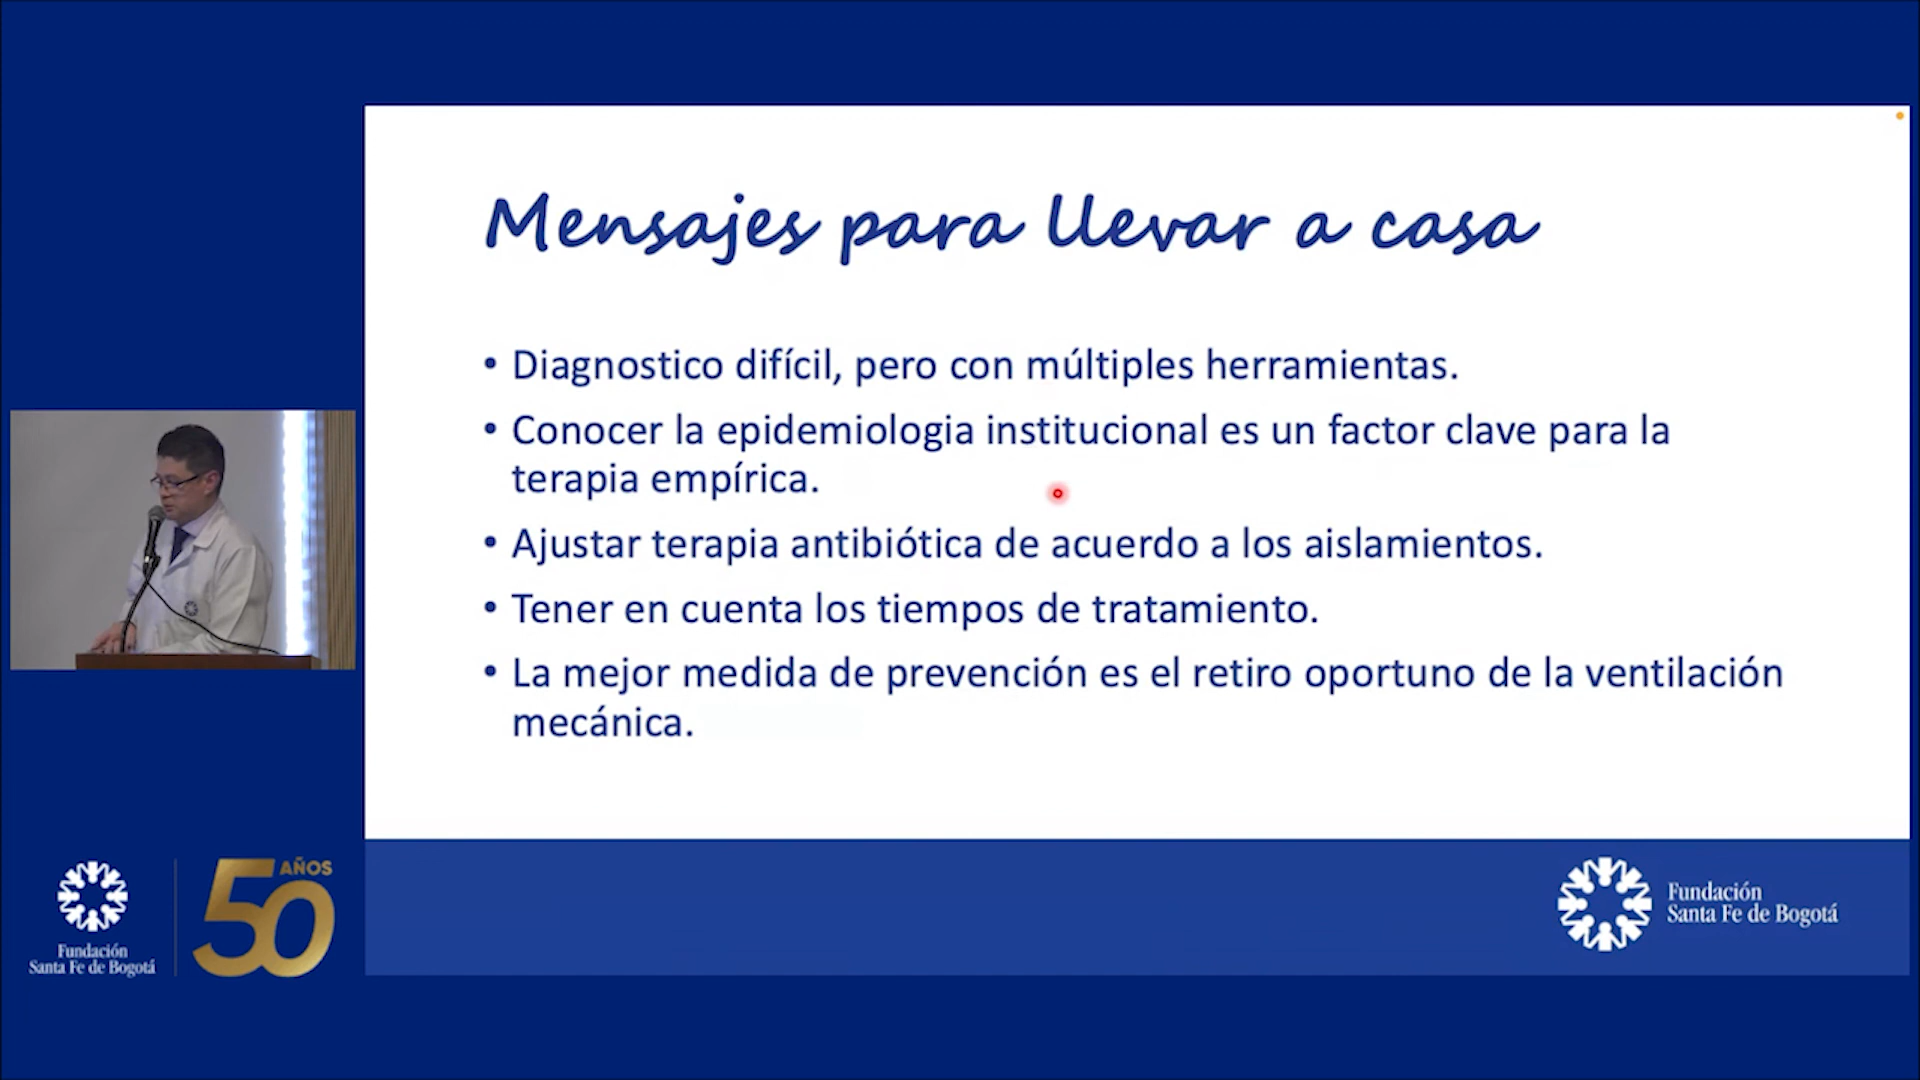 Mensajes para llevar a casa
• Diagnostico difícil, pero con múltiples herramientas.
• Conocer la epidemiologia institucional es un factor clave para la
terapia empírica.
• Ajustar terapia antibiótica de acuerdo a los aislamientos.
• Tener en cuenta los tiempos de tratamiento.
• La mejor medida de prevención es el retiro oportuno de la ventilación
mecánica.
Fundación
Santa Fe de Bogotá
50 AÑOS
Fundación
Santa Fe de Bogotá